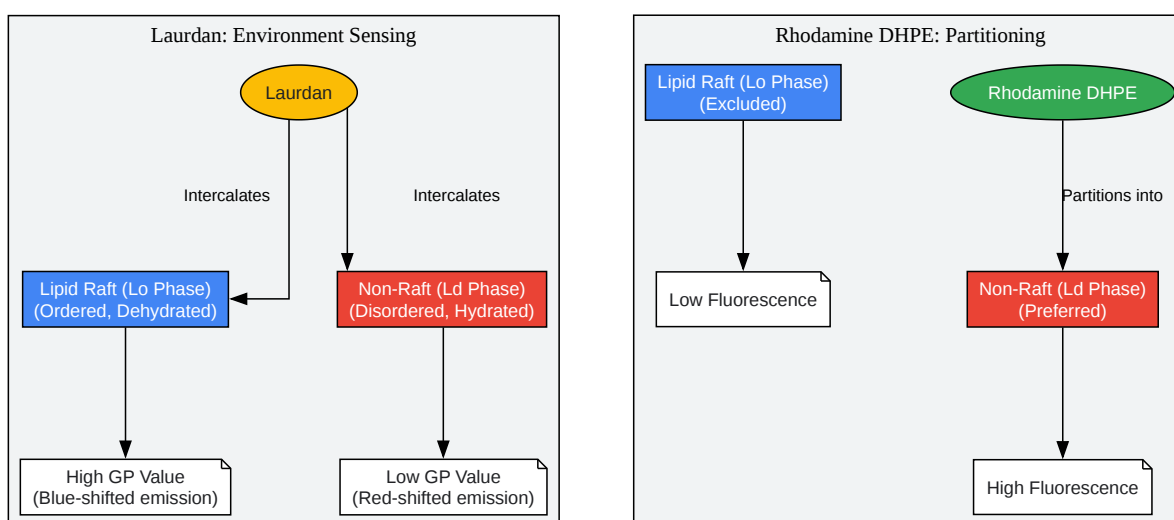 Laurdan: Environment Sensing
Laurdan
Intercalates
Intercalates
Lipid Raft (Lo Phase)
(Ordered, Dehydrated)
Non-Raft (Ld Phase)
(Disordered, Hydrated)
High GP Value
(Blue-shifted emission)
Low GP Value
(Red-shifted emission)
Rhodamine DHPE: Partitioning
Lipid Raft (Lo Phase)
(Excluded)
Rhodamine DHPE
Partitions into
Low Fluorescence
Non-Raft (Ld Phase)
(Preferred)
High Fluorescence